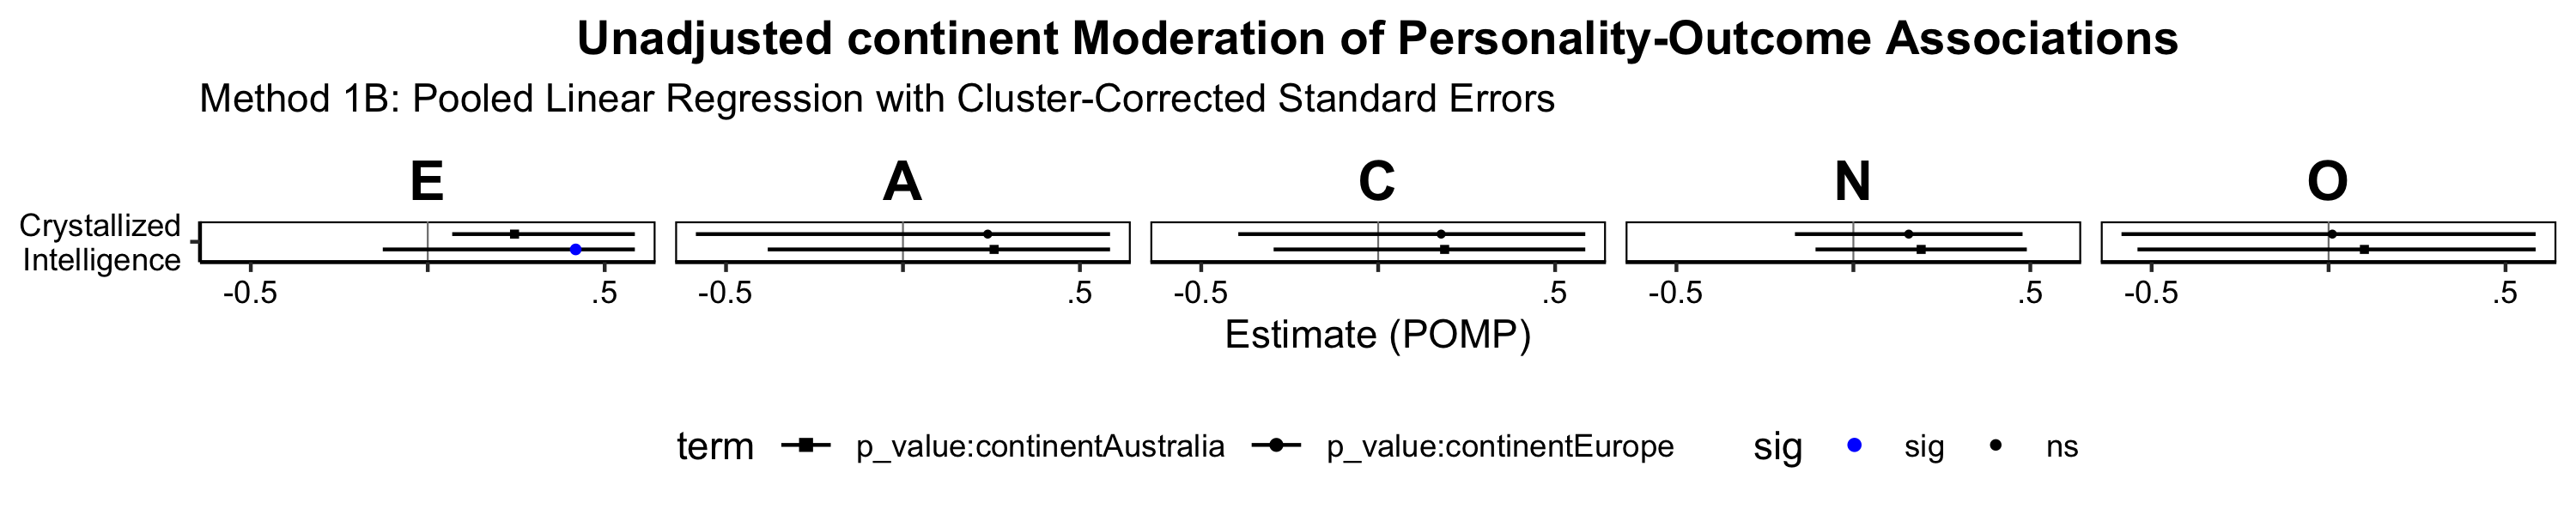 Unadjusted continent Moderation of Personality-Outcome Associations
Method 1B: Pooled Linear Regression with Cluster-Corrected Standard Errors
E A C N O
Crystallized
Intelligence
-0.5 .5 -0.5 .5 -0.5 .5 -0.5 .5 -0.5 .5
Estimate (POMP)
term p_value:continentAustralia p_value:continentEurope sig sig ns